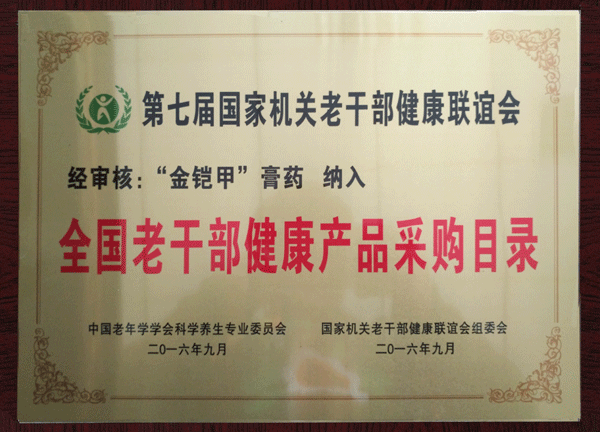 第七届国家机关老干部健康联谊会
经审核：“金铠甲”膏药 纳入
全国老干部健康产品采购目录
中国老年学学会科学养生专业委员会
二〇一六年九月
国家机关老干部健康联谊会组委会
二〇一六年九月